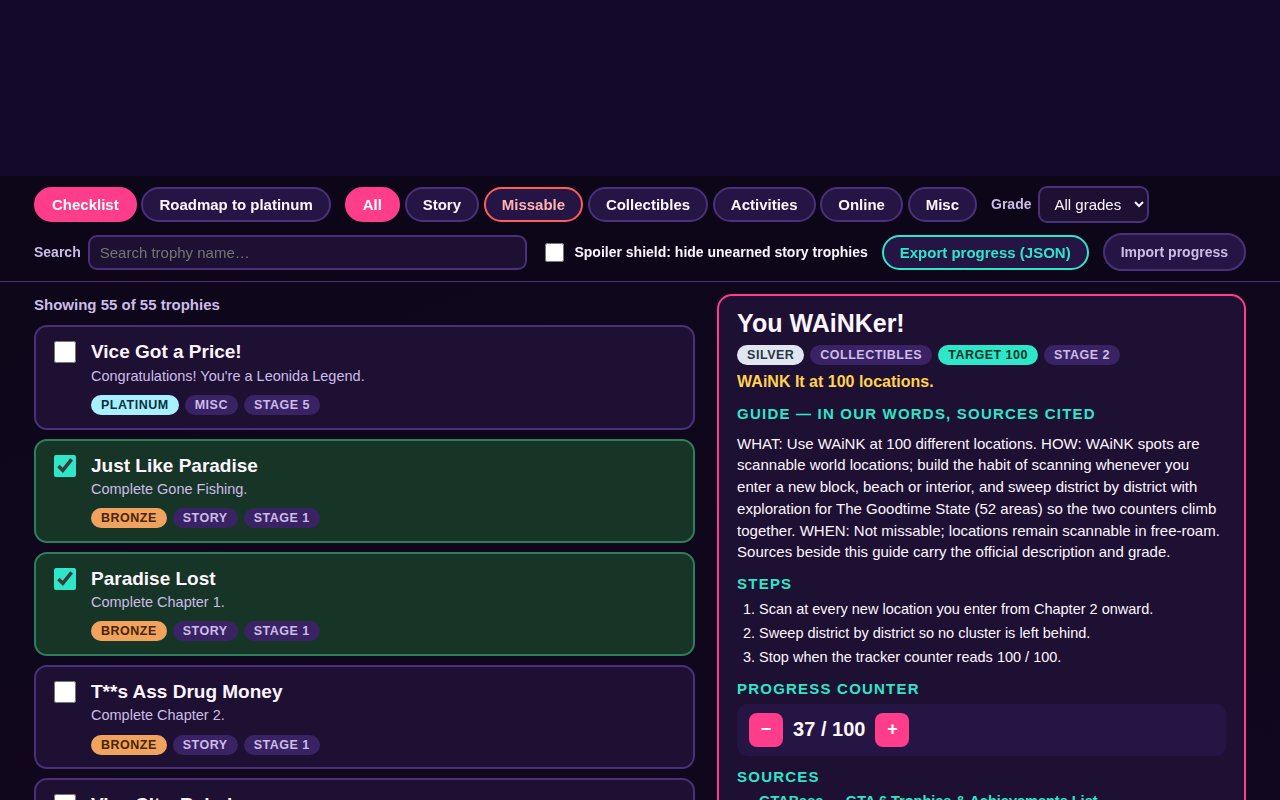 Checklist Roadmap to platinum All Story Missable Collectibles Activities Online Misc Grade All grades
Search Search trophy name… Spoiler shield: hide unearned story trophies Export progress (JSON) Import progress
Showing 55 of 55 trophies
Vice Got a Price!
Congratulations! You're a Leonida Legend.
PLATINUM MISC STAGE 5
Just Like Paradise
Complete Gone Fishing.
BRONZE STORY STAGE 1
Paradise Lost
Complete Chapter 1.
BRONZE STORY STAGE 1
T**s Ass Drug Money
Complete Chapter 2.
BRONZE STORY STAGE 1
You WAiNKer!
SILVER COLLECTIBLES TARGET 100 STAGE 2
WAiNK It at 100 locations.
GUIDE — IN OUR WORDS, SOURCES CITED
WHAT: Use WAiNK at 100 different locations. HOW: WAiNK spots are
scannable world locations; build the habit of scanning whenever you
enter a new block, beach or interior, and sweep district by district with
exploration for The Goodtime State (52 areas) so the two counters climb
together. WHEN: Not missable; locations remain scannable in free-roam.
Sources beside this guide carry the official description and grade.
STEPS
1. Scan at every new location you enter from Chapter 2 onward.
2. Sweep district by district so no cluster is left behind.
3. Stop when the tracker counter reads 100 / 100.
PROGRESS COUNTER
− 37 / 100 +
SOURCES
GTABase — GTA 6 Trophies & Achievements List